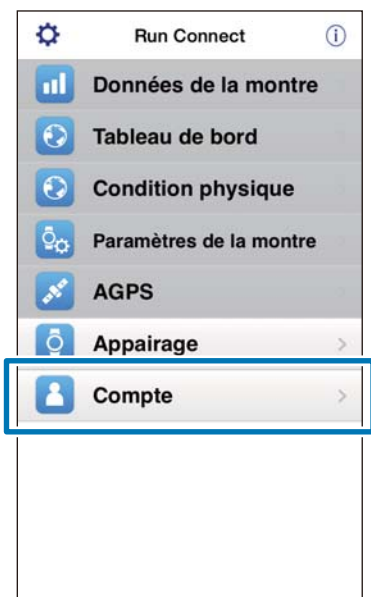 Run Connect
Données de la montre
Tableau de bord
Condition physique
Paramètres de la montre
AGPS
Appairage
Compte